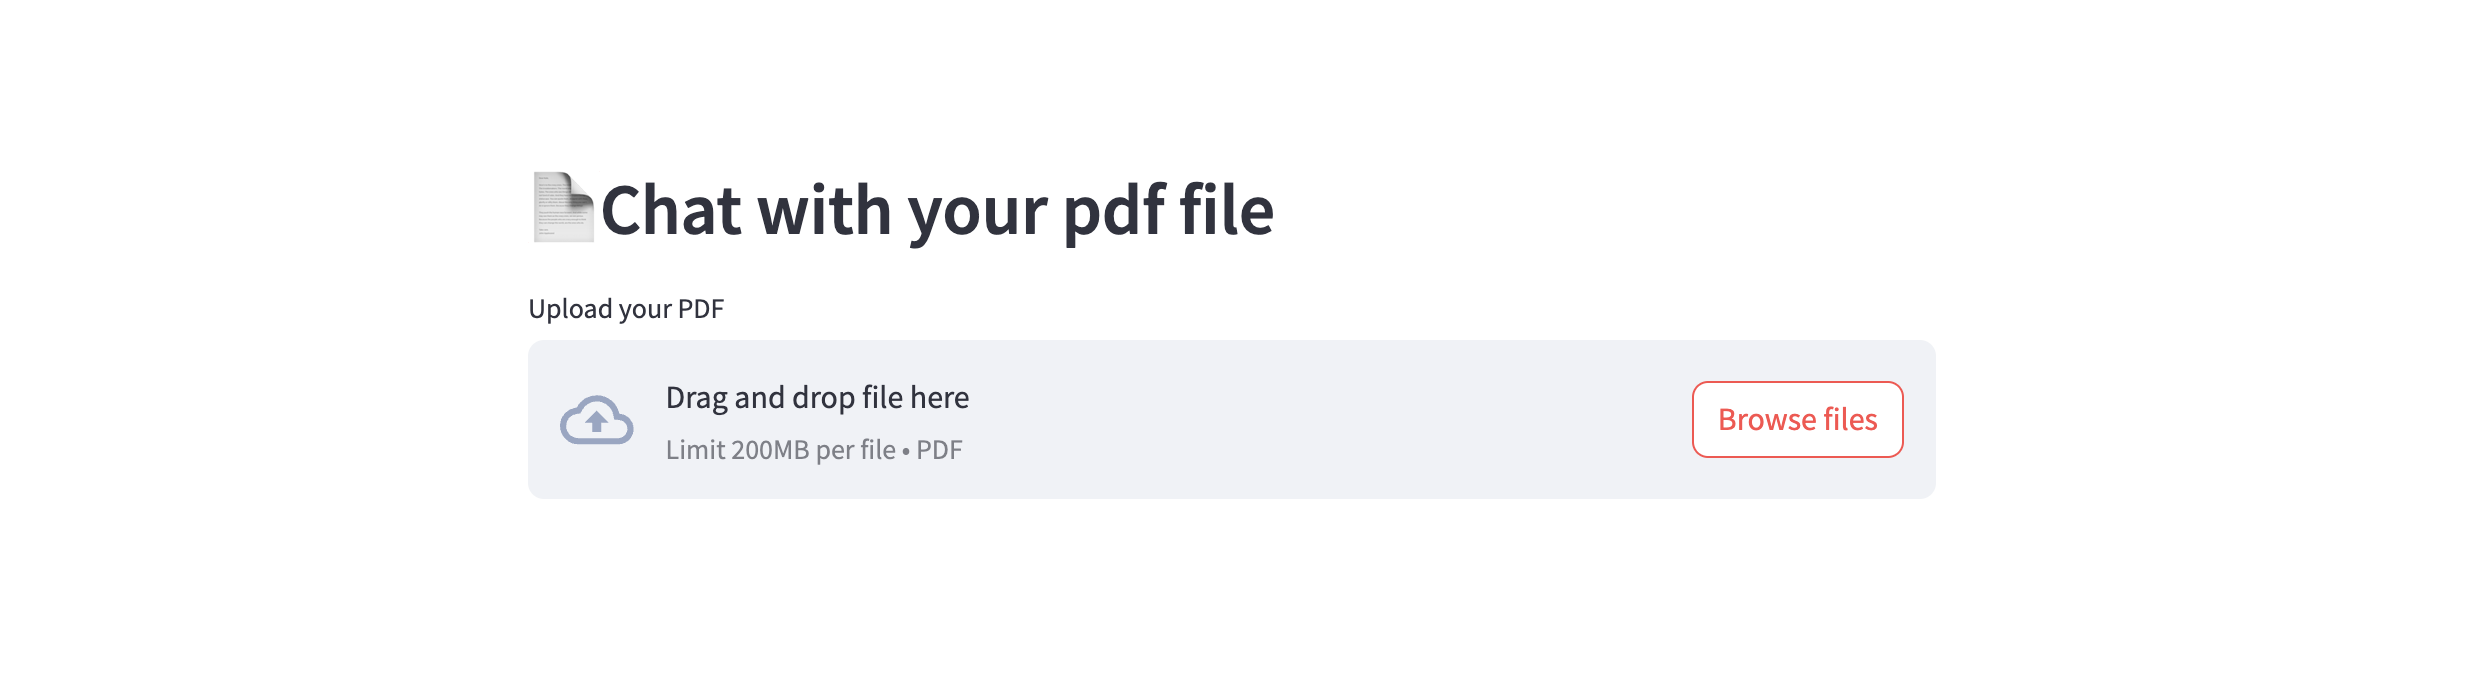 Chat with your pdf file
Upload your PDF
Drag and drop file here
Limit 200MB per file • PDF
Browse files